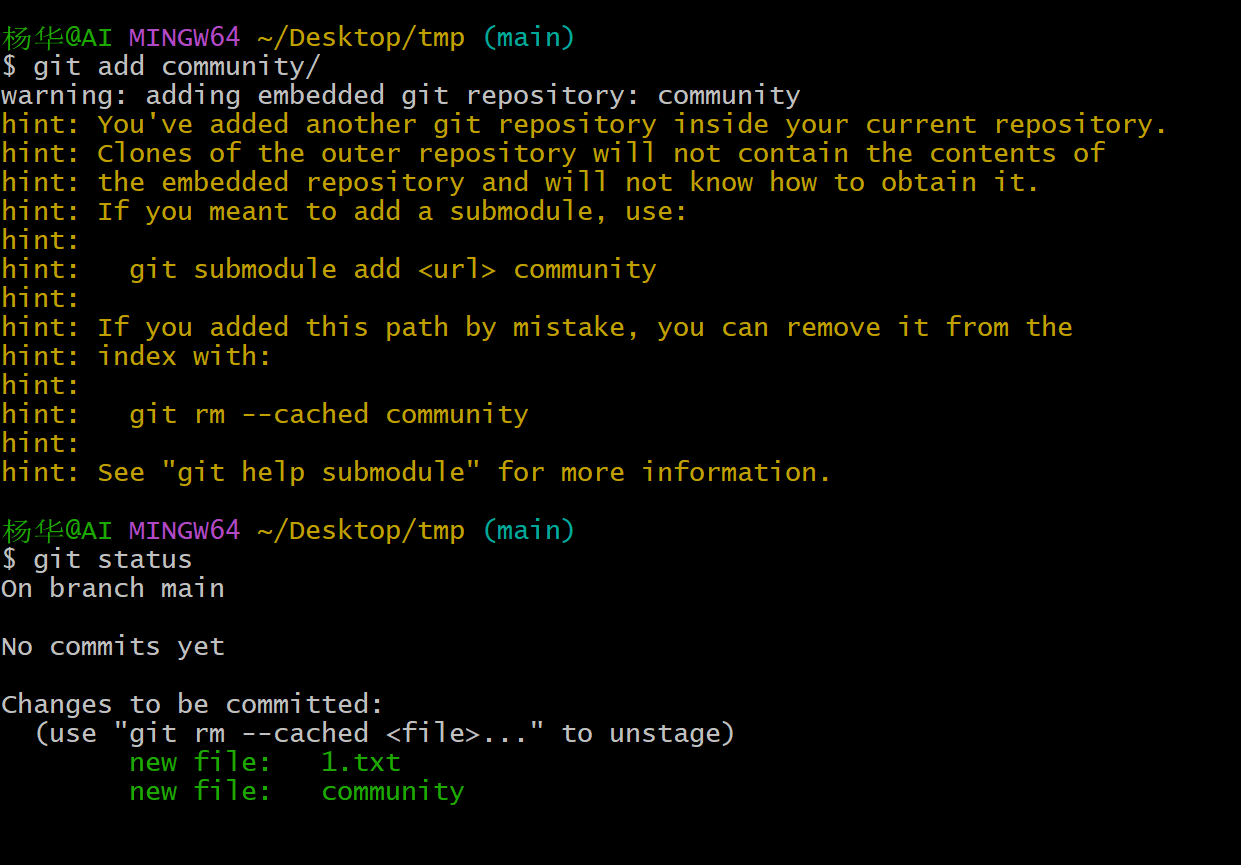 杨华@AI MINGW64 ~/Desktop/tmp (main)
$ git add community/
warning: adding embedded git repository: community
hint: You've added another git repository inside your current repository.
hint: Clones of the outer repository will not contain the contents of
hint: the embedded repository and will not know how to obtain it.
hint: If you meant to add a submodule, use:
hint:
hint:   git submodule add <url> community
hint:
hint: If you added this path by mistake, you can remove it from the
hint: index with:
hint:
hint:   git rm --cached community
hint:
hint: See "git help submodule" for more information.
杨华@AI MINGW64 ~/Desktop/tmp (main)
$ git status
On branch main
No commits yet
Changes to be committed:
  (use "git rm --cached <file>..." to unstage)
        new file:   1.txt
        new file:   community